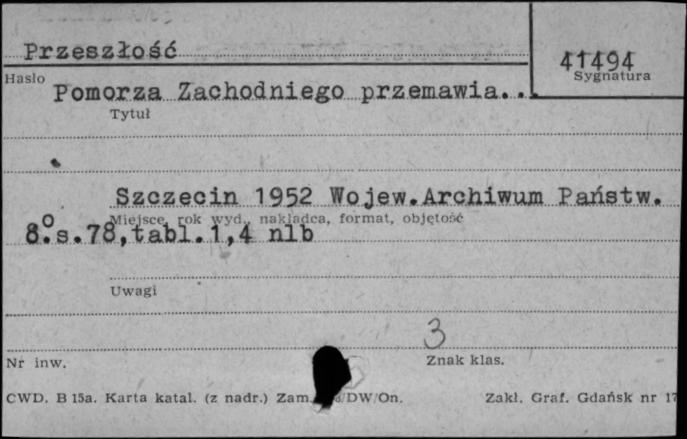 Przeszłość
41494
Hasło
Sygnatura
Pomorza Zachodniego przemawia...
Tytuł
Szczecin 1952 Wojew.Archiwum Państw.
Miejsce, rok wyd., nakładca, format, objętość
8.° s.78,tabl.1,4 nlb
Uwagi
3
Nr inw.
Znak klas.
CWD. B 15a. Karta katal. (z nadr.) Zam. DW/On.
Zakł. Graf. Gdańsk nr 17